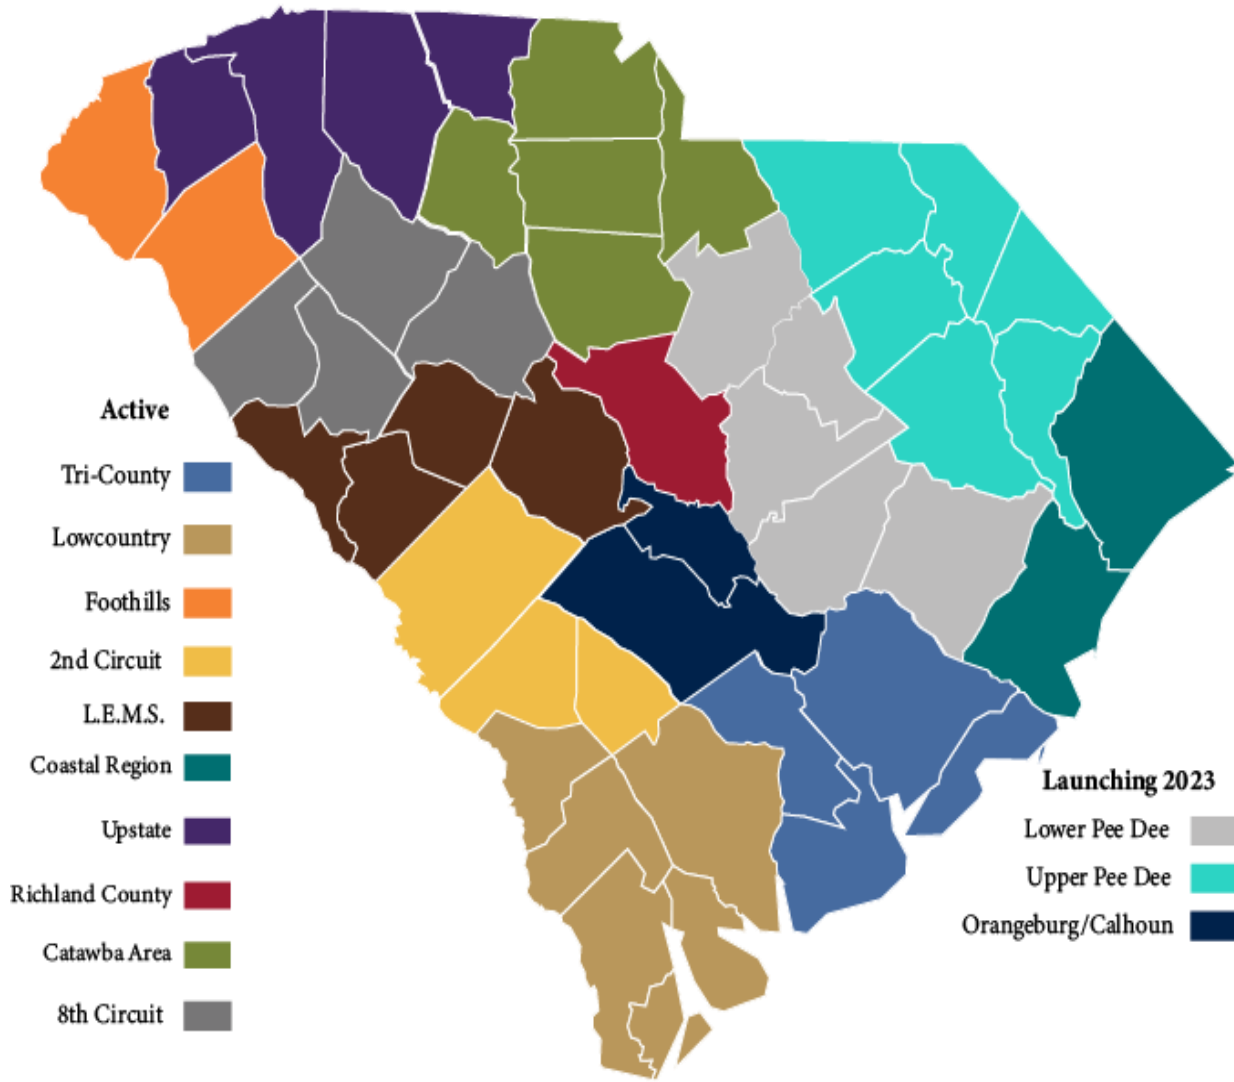 Active
Tri-County
Lowcountry
Foothills
2nd Circuit
L.E.M.S.
Coastal Region
Upstate
Richland County
Catawba Area
8th Circuit
Launching 2023
Lower Pee Dee
Upper Pee Dee
Orangeburg/Calhoun